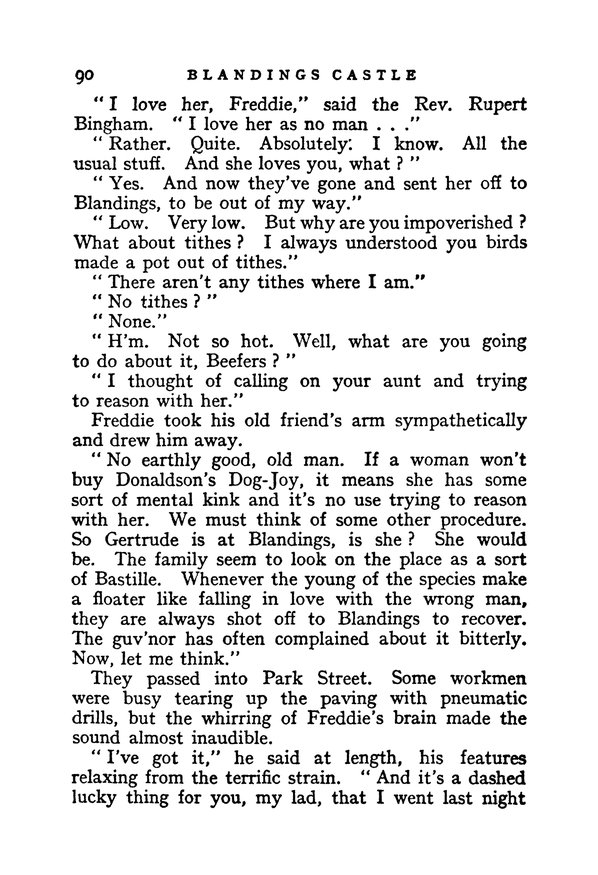 90 BLANDINGS CASTLE
“ I love her, Freddie,” said the Rev. Rupert
Bingham. “ I love her as no man . . .”
“ Rather. Quite. Absolutely. I know. All the
usual stuff. And she loves you, what ? ”
“ Yes. And now they've gone and sent her off to
Blandings, to be out of my way.”
“ Low. Very low. But why are you impoverished ?
What about tithes ? I always understood you birds
made a pot out of tithes.”
“ There aren't any tithes where I am.”
“ No tithes ? ”
“ None.”
“ H'm. Not so hot. Well, what are you going
to do about it, Beefers ? ”
“ I thought of calling on your aunt and trying
to reason with her.”
Freddie took his old friend's arm sympathetically
and drew him away.
“ No earthly good, old man. If a woman won't
buy Donaldson's Dog-Joy, it means she has some
sort of mental kink and it's no use trying to reason
with her. We must think of some other procedure.
So Gertrude is at Blandings, is she ? She would
be. The family seem to look on the place as a sort
of Bastille. Whenever the young of the species make
a floater like falling in love with the wrong man,
they are always shot off to Blandings to recover.
The guv'nor has often complained about it bitterly.
Now, let me think.”
They passed into Park Street. Some workmen
were busy tearing up the paving with pneumatic
drills, but the whirring of Freddie's brain made the
sound almost inaudible.
“ I've got it,” he said at length, his features
relaxing from the terrific strain. “ And it's a dashed
lucky thing for you, my lad, that I went last night